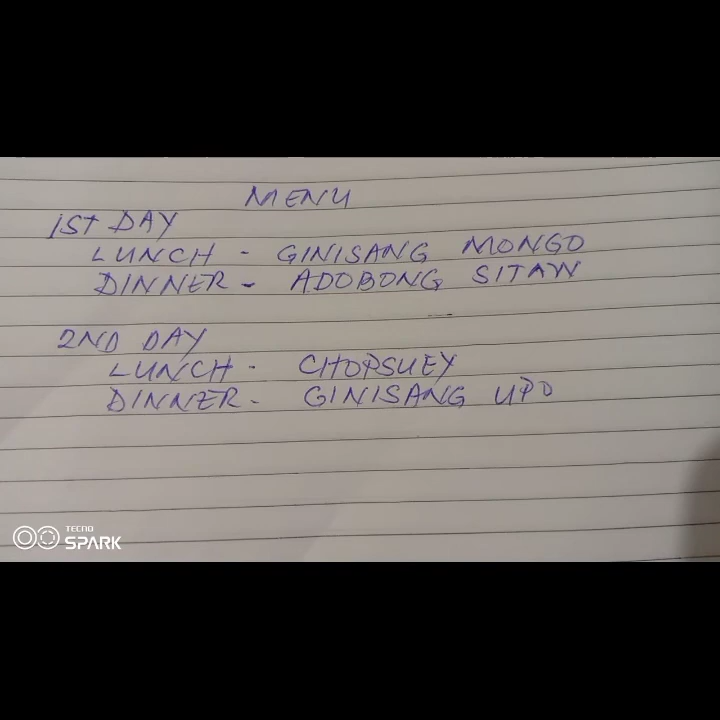 MENU
1ST DAY
LUNCH - GINISANG MONGO
DINNER - ADOBONG SITAW
2ND DAY
LUNCH - CHOPSUEY
DINNER - GINISANG UPO
TECNO
SPARK